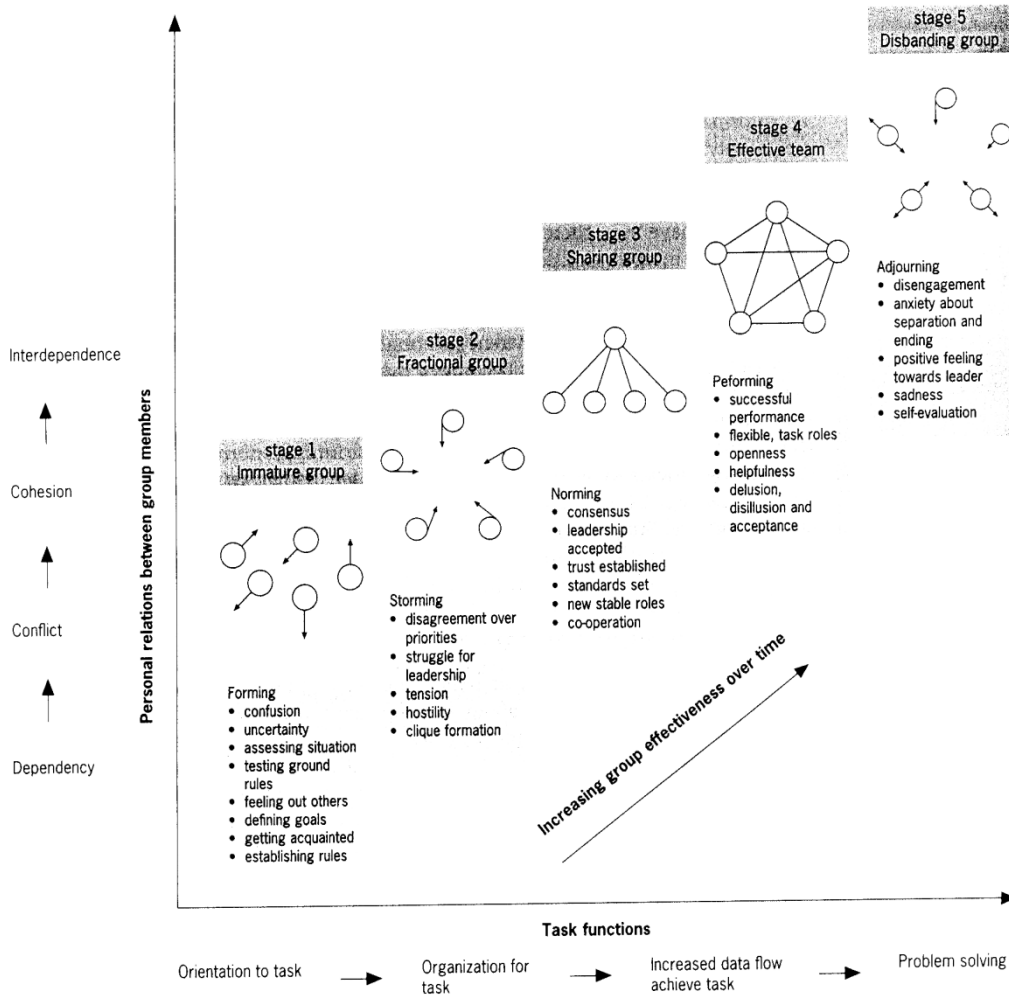 stage 5
Disbanding group
stage 4
Effective team
stage 3
Sharing group
stage 2
Fractional group
stage 1
Immature group
Adjourning
• disengagement
• anxiety about
separation and
ending
• positive feeling
towards leader
• sadness
• self-evaluation
Peforming
• successful
performance
• flexible, task roles
• openness
• helpfulness
• delusion,
disillusion and
acceptance
Norming
• consensus
• leadership
accepted
• trust established
• standards set
• new stable roles
• co-operation
Storming
• disagreement over
priorities
• struggle for
leadership
• tension
• hostility
• clique formation
Forming
• confusion
• uncertainty
• assessing situation
• testing ground
rules
• feeling out others
• defining goals
• getting acquainted
• establishing rules
Interdependence
Cohesion
Conflict
Dependency
Personal relations between group members
Increasing group effectiveness over time
Task functions
Orientation to task
Organization for
task
Increased data flow
achieve task
Problem solving